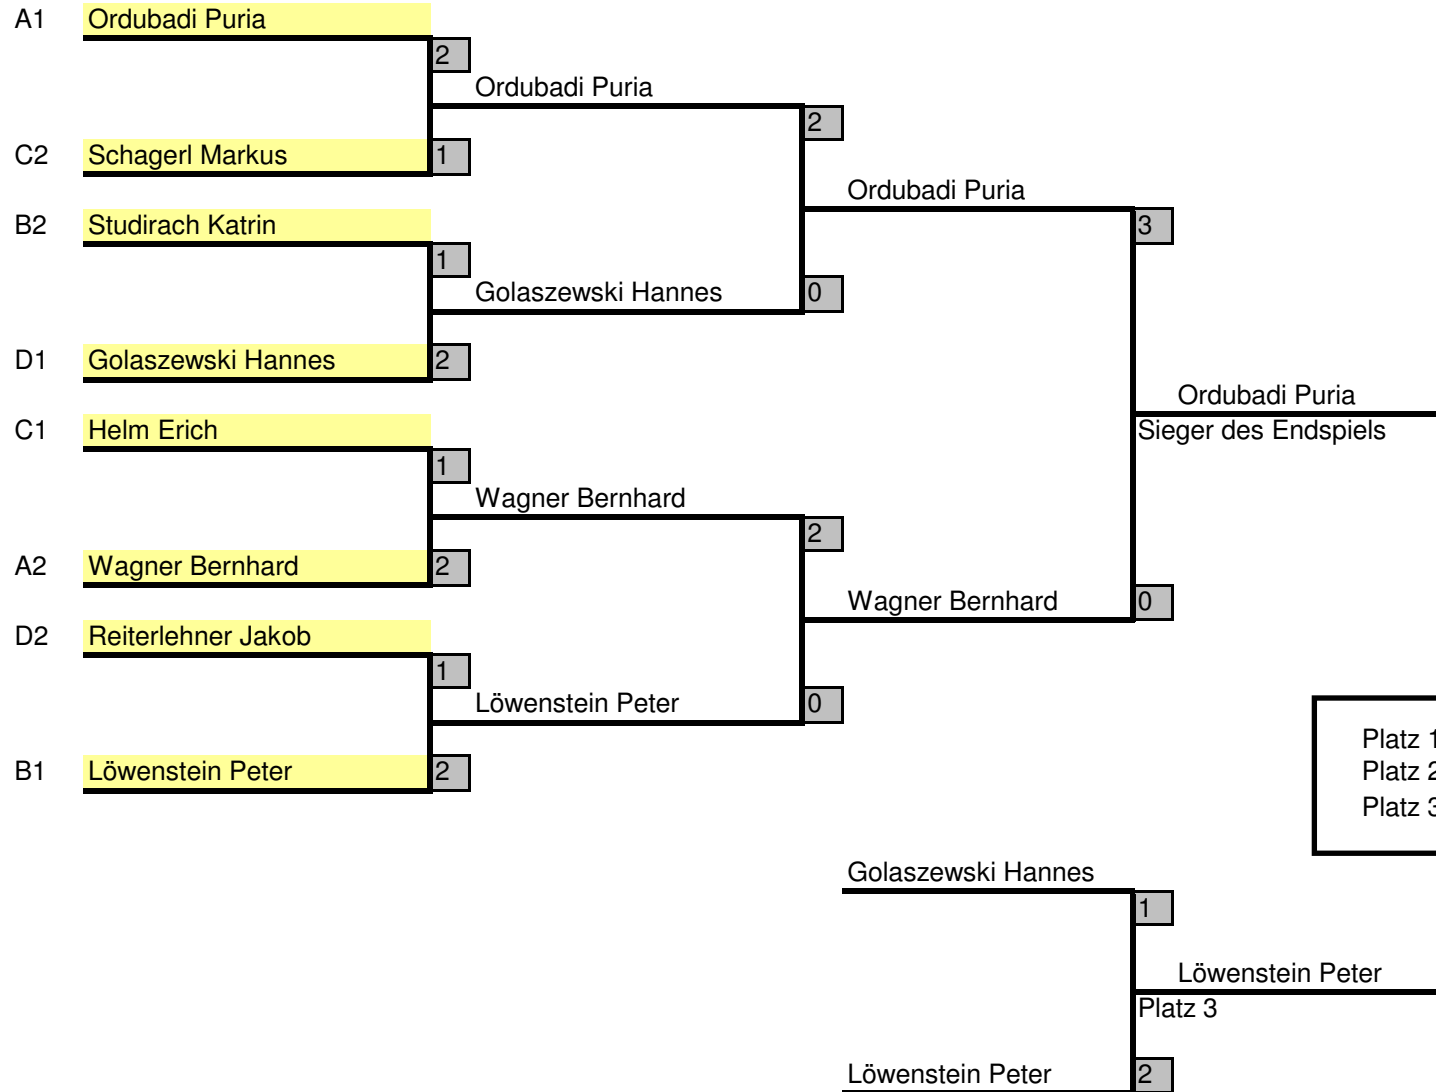 A1 Ordubadi Puria
2
Ordubadi Puria
2
C2 Schagerl Markus 1
Ordubadi Puria
B2 Studirach Katrin
3
1
Golaszewski Hannes 0
D1 Golaszewski Hannes 2
Ordubadi Puria
C1 Helm Erich
Sieger des Endspiels
1
Wagner Bernhard
2
A2 Wagner Bernhard 2
Wagner Bernhard 0
D2 Reiterlehner Jakob
1
Löwenstein Peter 0
Platz 1
B1 Löwenstein Peter 2
Platz 2
Platz 3
Golaszewski Hannes
1
Löwenstein Peter
Platz 3
Löwenstein Peter 2